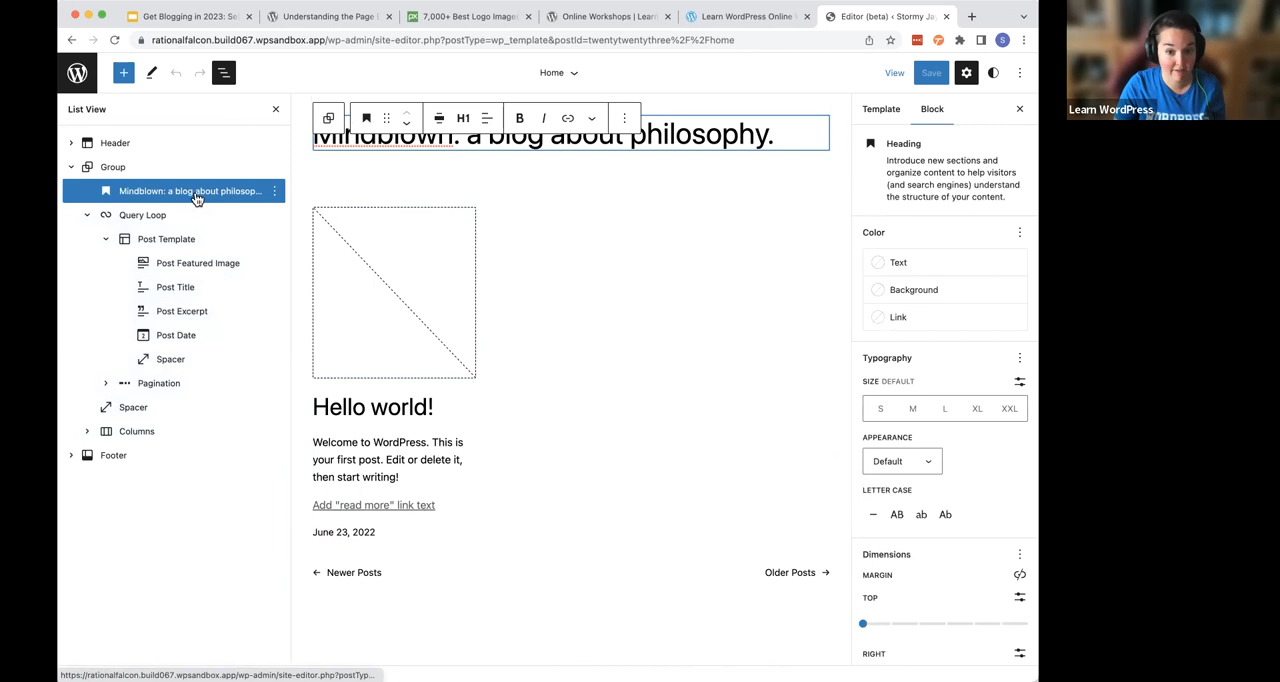 Get Blogging in 2023: Se
Understanding the Page
7,000+ Best Logo Images
Online Workshops | Learn
Learn WordPress Online
Editor (beta) ‹ Stormy Ja
rationalfalcon.build067.wpsandbox.app/wp-admin/site-editor.php?postType=wp_template&postId=twentytwentythree%2F%2Fhome
S
Learn WordPress
Home
View
Save
List View
Header
Group
Mindblown: a blog about philosop...
Query Loop
Post Template
Post Featured Image
Post Title
Post Excerpt
Post Date
Spacer
Pagination
Spacer
Columns
Footer
H1
B
I
Mindblown: a blog about philosophy.
Hello world!
Welcome to WordPress. This is
your first post. Edit or delete it,
then start writing!
Add "read more" link text
June 23, 2022
Newer Posts
Older Posts
Template
Block
Heading
Introduce new sections and
organize content to help visitors
(and search engines) understand
the structure of your content.
Color
Text
Background
Link
Typography
SIZE DEFAULT
S M L XL XXL
APPEARANCE
Default
LETTER CASE
– AB ab Ab
Dimensions
MARGIN
TOP
RIGHT
https://rationalfalcon.build067.wpsandbox.app/wp-admin/site-editor.php?postTyp...